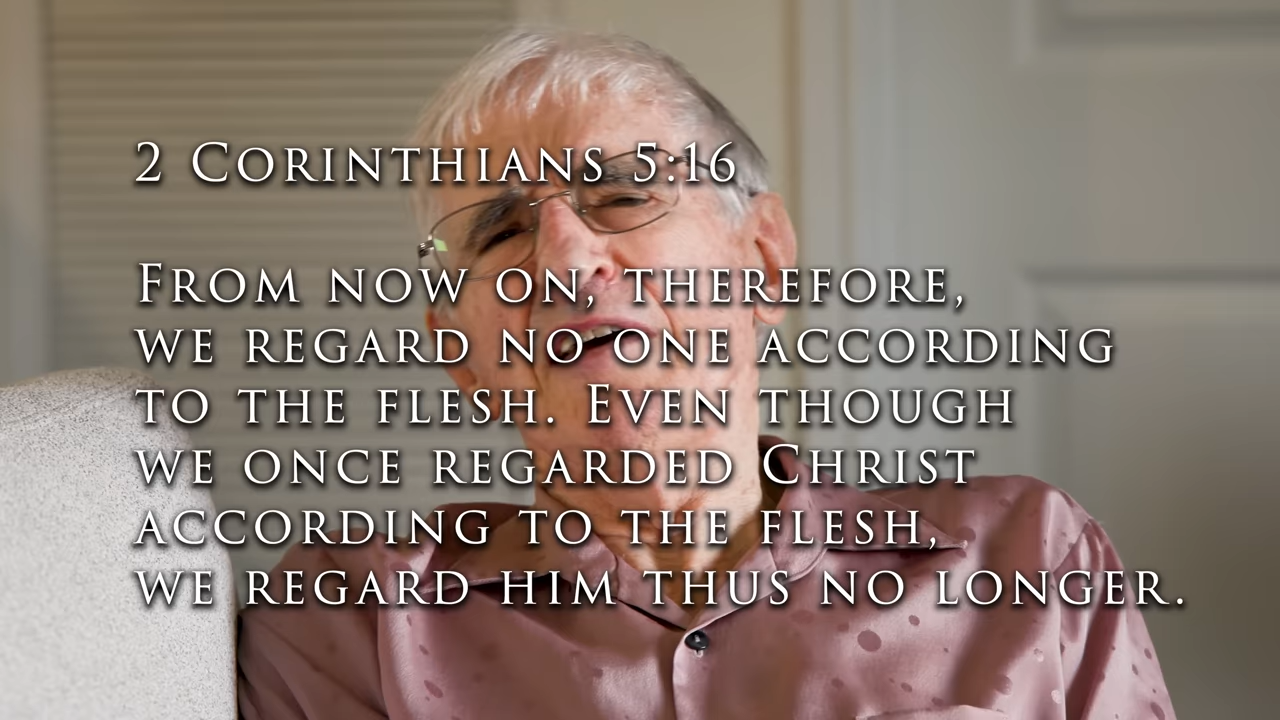 2 Corinthians 5:16
From now on, therefore,
we regard no one according
to the flesh. Even though
we once regarded Christ
according to the flesh,
we regard him thus no longer.